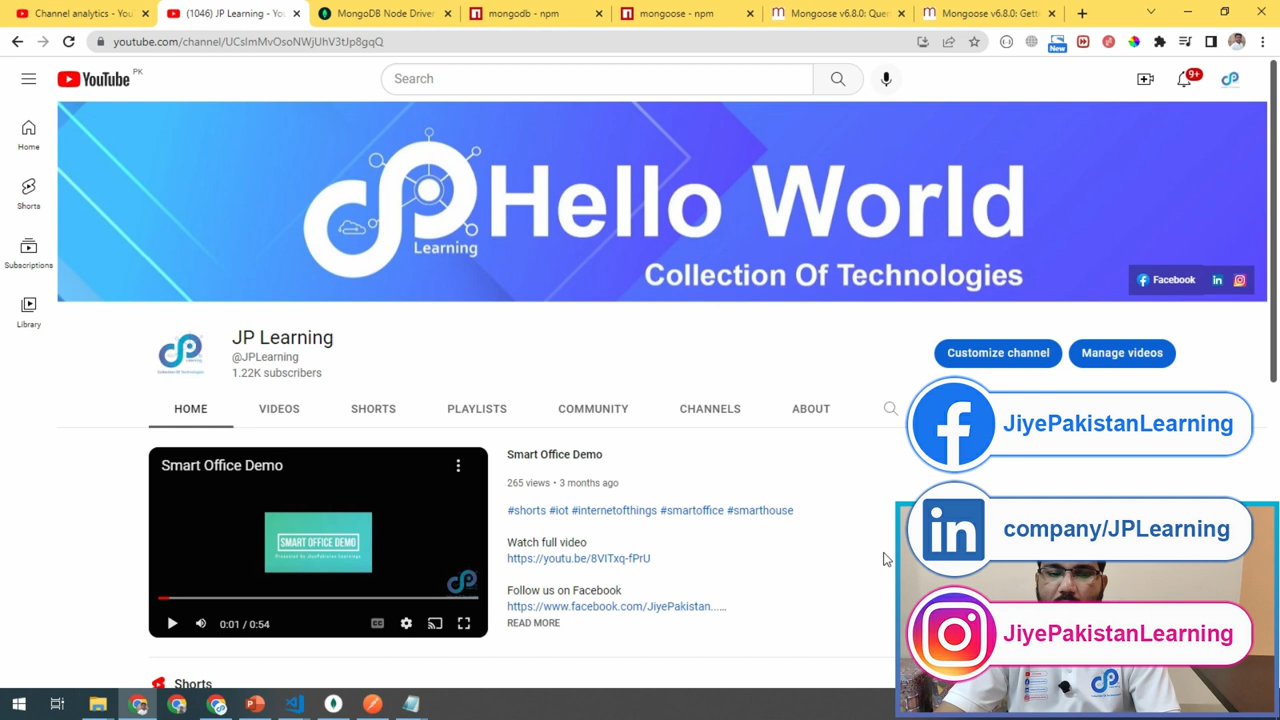 Channel analytics - YouTube
(1046) JP Learning - YouTube
MongoDB Node Driver
mongodb - npm
mongoose - npm
Mongoose v6.8.0: Quer
Mongoose v6.8.0: Getti
youtube.com/channel/UCsImMvOsoNWjUhV3tJp8gqQ
New
YouTube PK
Search
9+
Home
Shorts
Subscriptions
Library
Hello World
Learning
Collection Of Technologies
Facebook
JP Learning
@JPLearning
1.22K subscribers
Customize channel
Manage videos
HOME
VIDEOS
SHORTS
PLAYLISTS
COMMUNITY
CHANNELS
ABOUT
Smart Office Demo
SMART OFFICE DEMO
0:01 / 0:54
Smart Office Demo
265 views • 3 months ago
#shorts #iot #internetofthings #smartoffice #smarthouse
Watch full video
https://youtu.be/8VITxq-fPrU
Follow us on Facebook
https://www.facebook.com/JiyePakistan......
READ MORE
Shorts
JiyePakistanLearning
company/JPLearning
JiyePakistanLearning